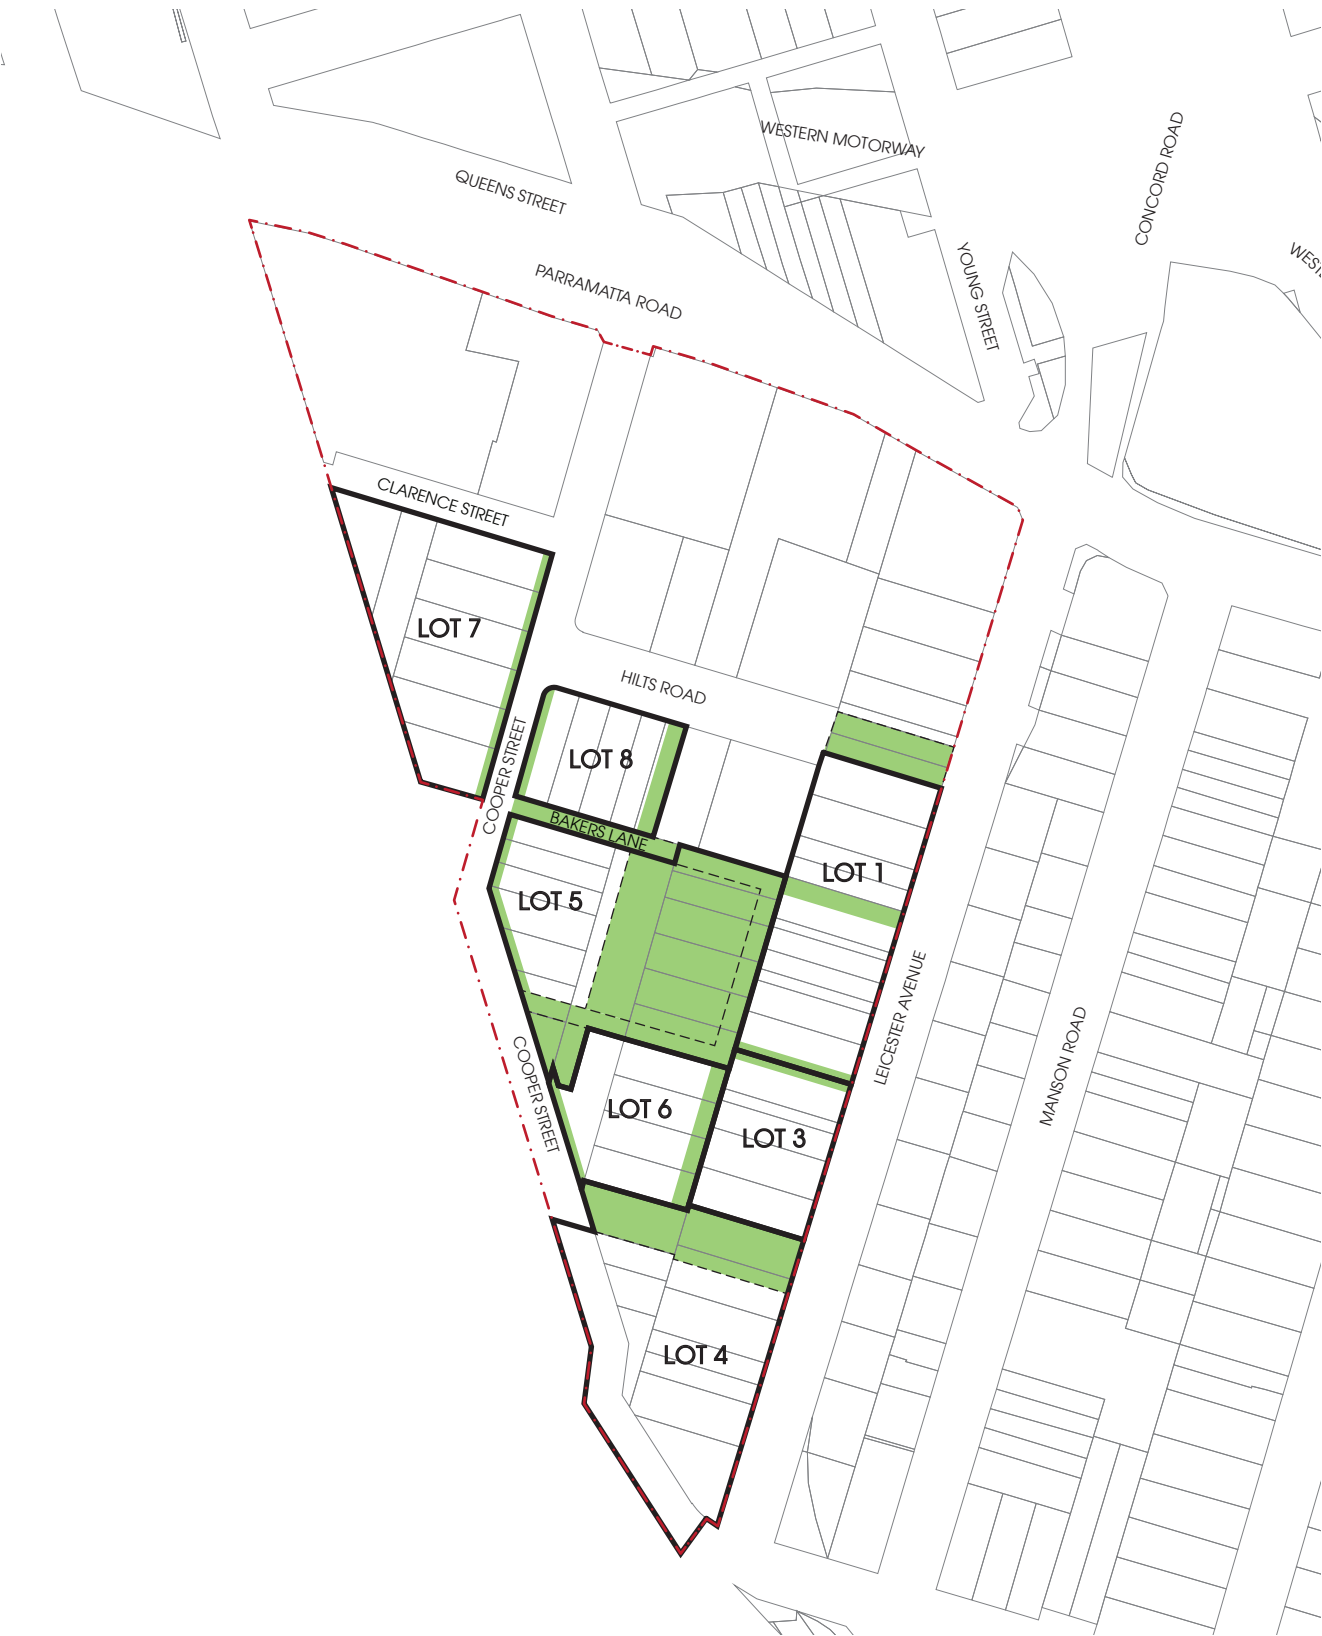 WESTERN MOTORWAY
CONCORD ROAD
QUEENS STREET
YOUNG STREET
PARRAMATTA ROAD
CLARENCE STREET
LOT 7
HILTS ROAD
COOPER STREET
LOT 8
BAKERS LANE
LOT 1
LOT 5
LEICESTER AVENUE
MANSON ROAD
COOPER STREET
LOT 6
LOT 3
LOT 4